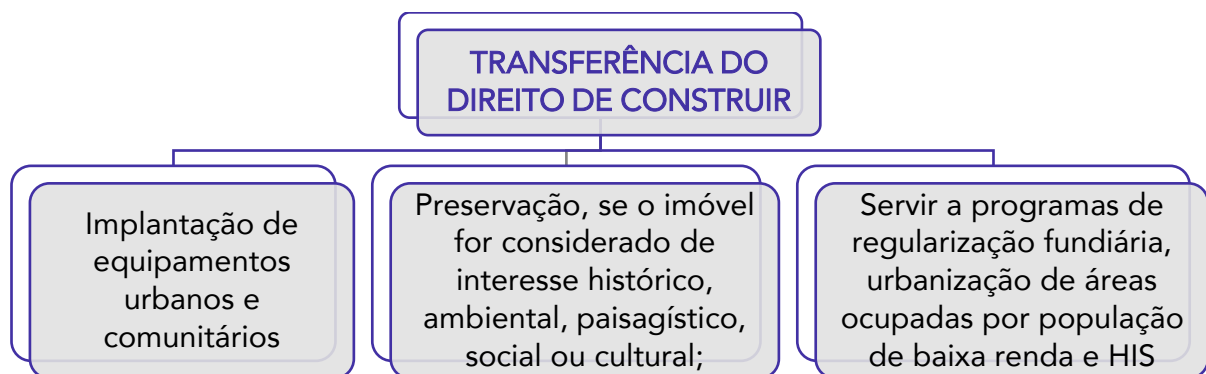 TRANSFERÊNCIA DO
DIREITO DE CONSTRUIR
Implantação de
equipamentos
urbanos e
comunitários
Preservação, se o imóvel
for considerado de
interesse histórico,
ambiental, paisagístico,
social ou cultural;
Servir a programas de
regularização fundiária,
urbanização de áreas
ocupadas por população
de baixa renda e HIS